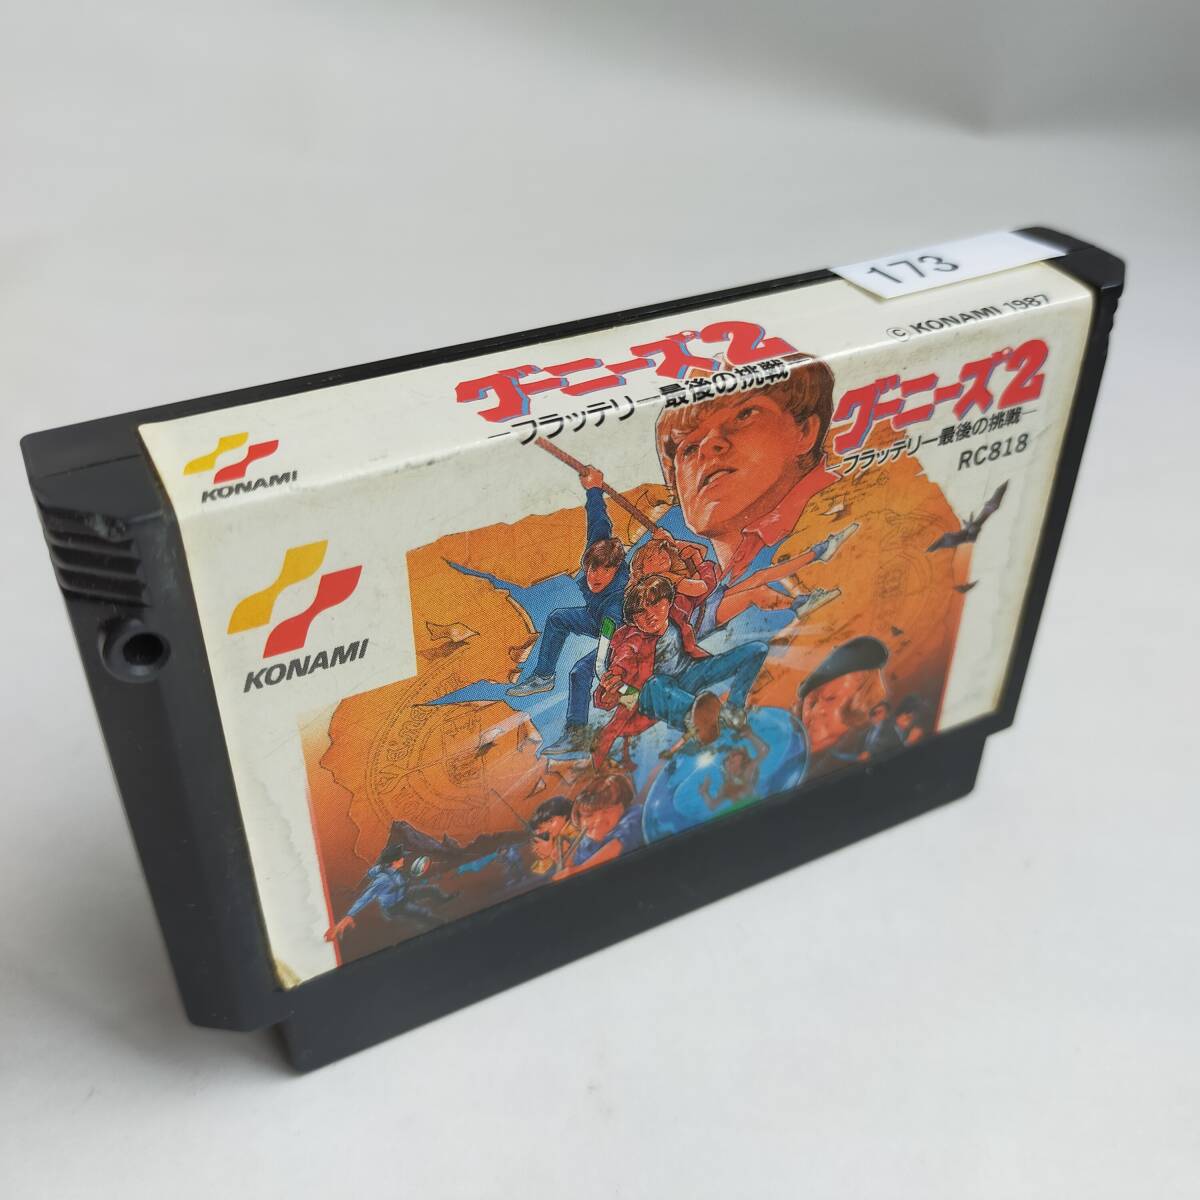 173
© KONAMI 1987
グーニーズ2
ーフラッテリー最後の挑戦ー
KONAMI
グーニーズ2
ーフラッテリー最後の挑戦ー
RC818
KONAMI